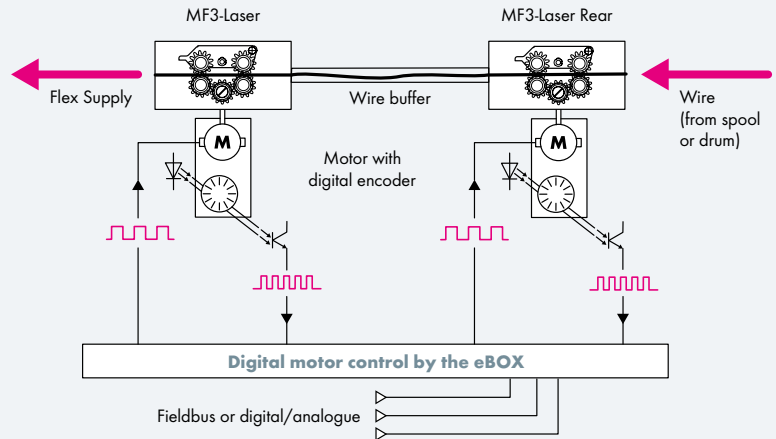 MF3-Laser
MF3-Laser Rear
Flex Supply
Wire buffer
Wire
(from spool
or drum)
M
M
Motor with
digital encoder
Digital motor control by the eBOX
Fieldbus or digital/analogue